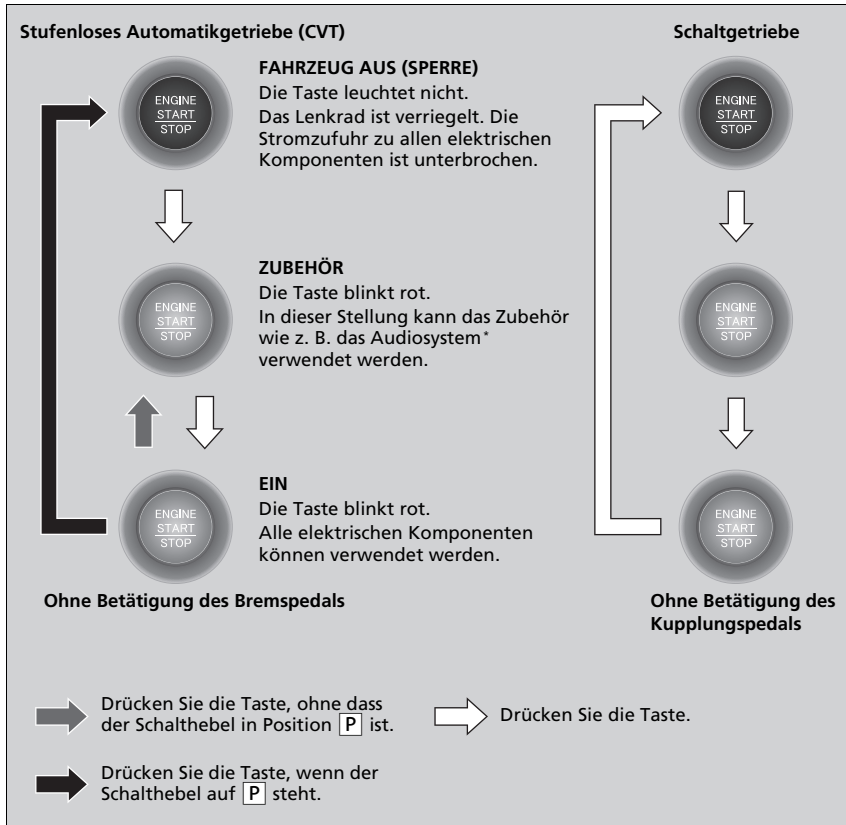 Stufenloses Automatikgetriebe (CVT)
Schaltgetriebe
ENGINE
START
STOP
FAHRZEUG AUS (SPERRE)
Die Taste leuchtet nicht.
Das Lenkrad ist verriegelt. Die
Stromzufuhr zu allen elektrischen
Komponenten ist unterbrochen.
ENGINE
START
STOP
ENGINE
START
STOP
ZUBEHÖR
Die Taste blinkt rot.
In dieser Stellung kann das Zubehör
wie z. B. das Audiosystem*
verwendet werden.
ENGINE
START
STOP
ENGINE
START
STOP
EIN
Die Taste blinkt rot.
Alle elektrischen Komponenten
können verwendet werden.
ENGINE
START
STOP
Ohne Betätigung des Bremspedals
Ohne Betätigung des
Kupplungspedals
Drücken Sie die Taste, ohne dass
der Schalthebel in Position P ist.
Drücken Sie die Taste.
Drücken Sie die Taste, wenn der
Schalthebel auf P steht.